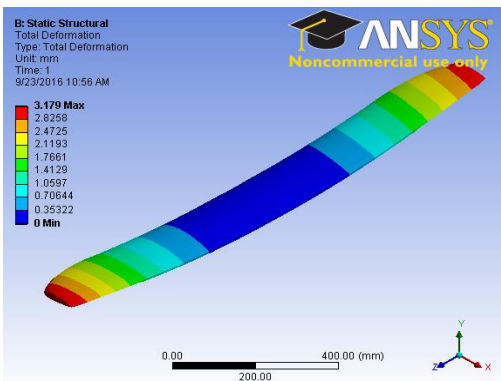 B: Static Structural
Total Deformation
Type: Total Deformation
Unit: mm
Time: 1
9/23/2016 10:56 AM
3.179 Max
2.8258
2.4725
2.1193
1.7661
1.4129
1.0597
0.70644
0.35322
0 Min
ANSYS
Noncommercial use only
0.00
400.00 (mm)
200.00
Y
Z
X